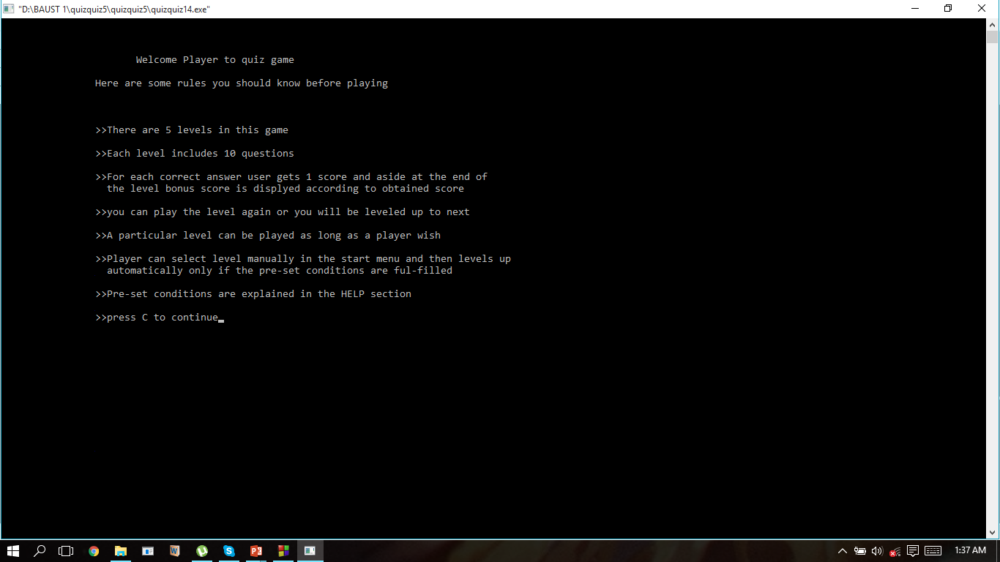 "D:\BAUST 1\quizquiz5\quizquiz5\quizquiz14.exe"
Welcome Player to quiz game
Here are some rules you should know before playing
>>There are 5 levels in this game
>>Each level includes 10 questions
>>For each correct answer user gets 1 score and aside at the end of
the level bonus score is displyed according to obtained score
>>you can play the level again or you will be leveled up to next
>>A particular level can be played as long as a player wish
>>Player can select level manually in the start menu and then levels up
automatically only if the pre-set conditions are ful-filled
>>Pre-set conditions are explained in the HELP section
>>press C to continue
1:37 AM